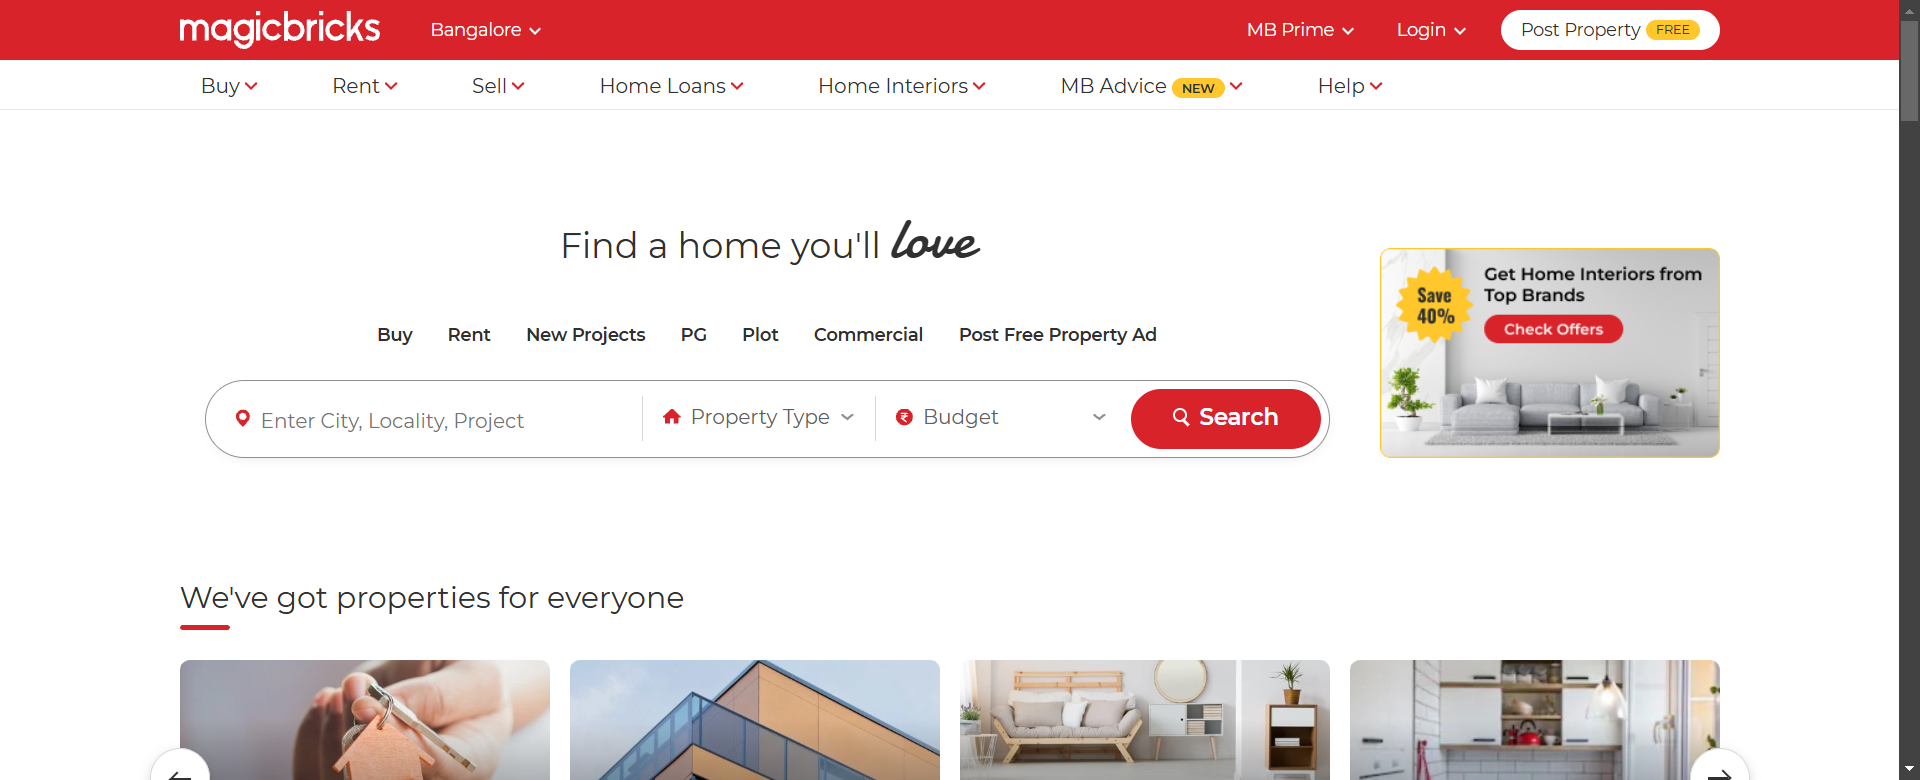 magicbricks
Bangalore
MB Prime
Login
Post Property FREE
Buy
Rent
Sell
Home Loans
Home Interiors
MB Advice NEW
Help
Find a home you'll love
Buy
Rent
New Projects
PG
Plot
Commercial
Post Free Property Ad
Enter City, Locality, Project
Property Type
Budget
Search
Save
40%
Get Home Interiors from
Top Brands
Check Offers
We've got properties for everyone